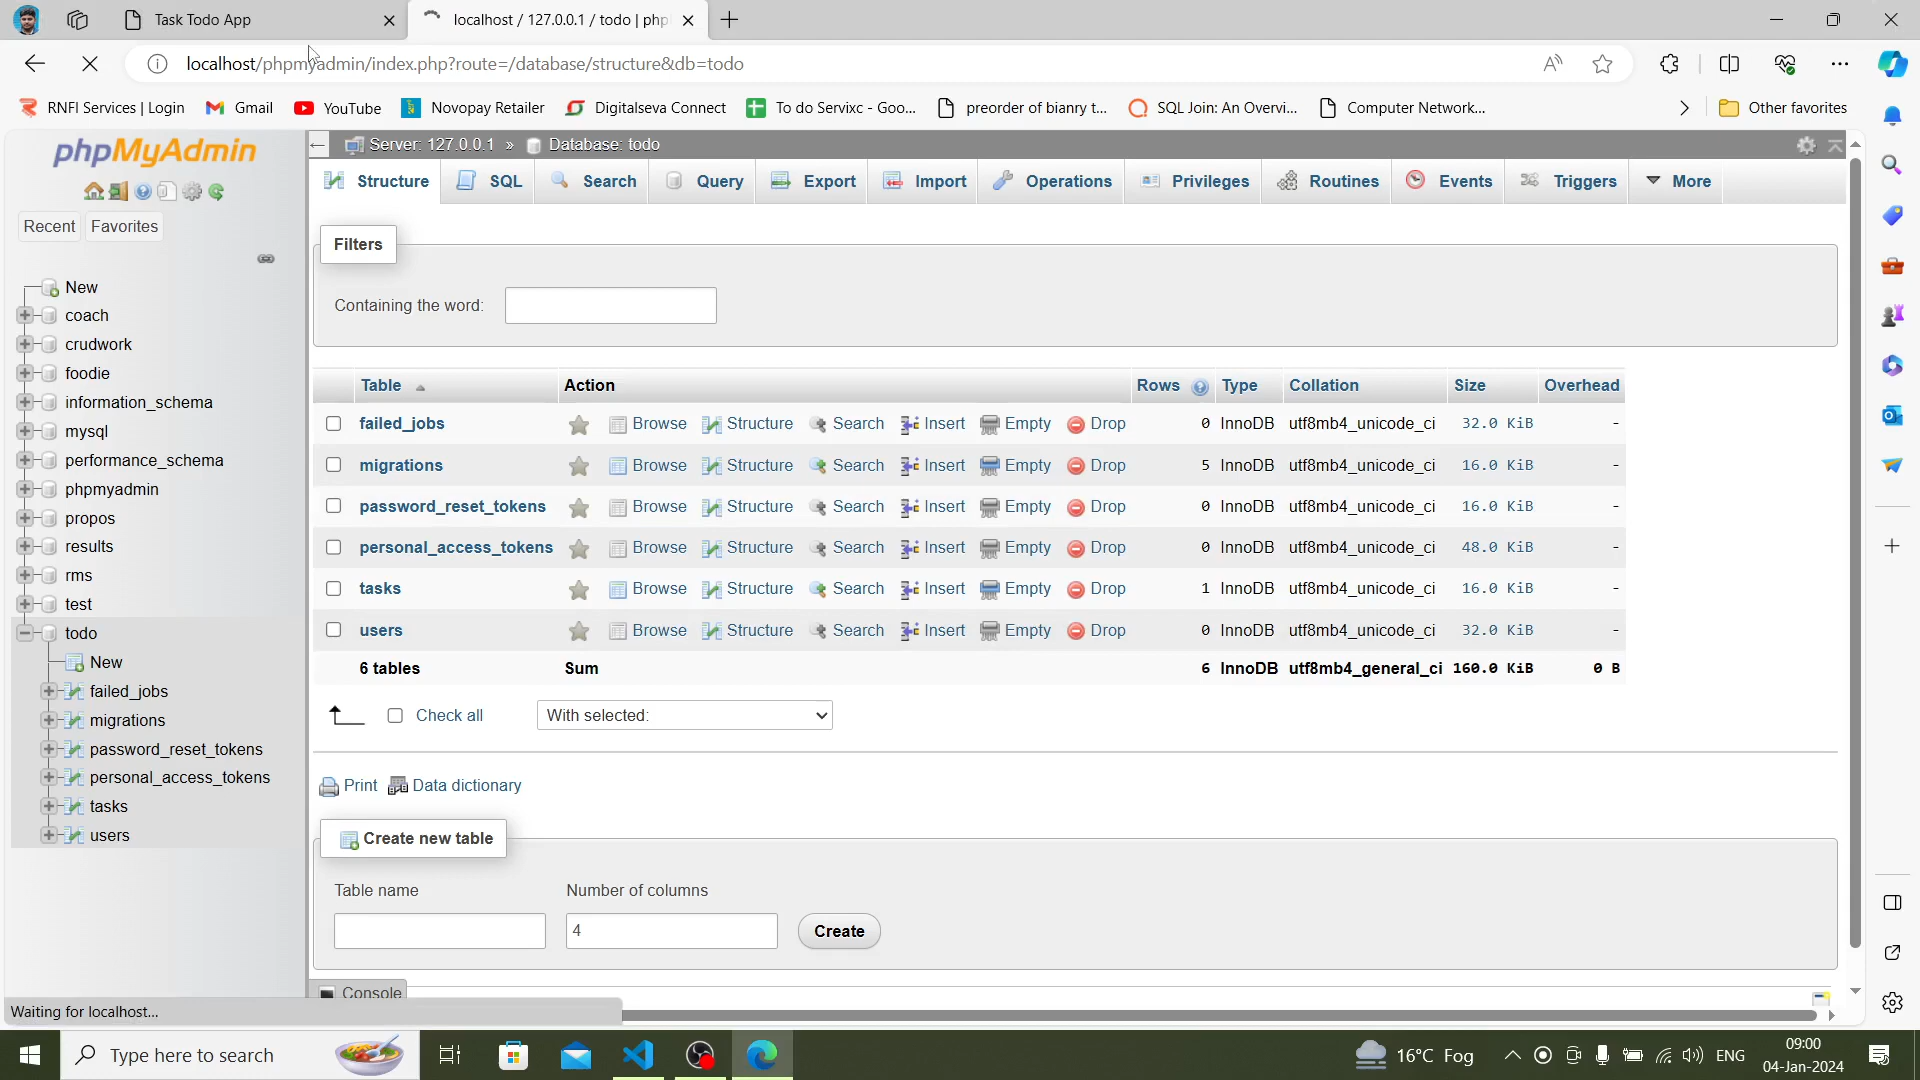 Task Todo App
localhost / 127.0.0.1 / todo | php
localhost/phpmyadmin/index.php?route=/database/structure&db=todo
RNFI Services | Login
Gmail
YouTube
Novopay Retailer
Digitalseva Connect
To do Servixc - Goo...
preorder of bianry t...
SQL Join: An Overvi...
Computer Network...
Other favorites
phpMyAdmin
Recent
Favorites
New
coach
crudwork
foodie
information_schema
mysql
performance_schema
phpmyadmin
propos
results
rms
test
todo
New
failed_jobs
migrations
password_reset_tokens
personal_access_tokens
tasks
users
Server: 127.0.0.1 » Database: todo
Structure SQL Search Query Export Import Operations Privileges Routines Events Triggers More
Filters
Containing the word:
Table Action Rows Type Collation Size Overhead
failed_jobs Browse Structure Search Insert Empty Drop 0 InnoDB utf8mb4_unicode_ci 32.0 KiB -
migrations Browse Structure Search Insert Empty Drop 5 InnoDB utf8mb4_unicode_ci 16.0 KiB -
password_reset_tokens Browse Structure Search Insert Empty Drop 0 InnoDB utf8mb4_unicode_ci 16.0 KiB -
personal_access_tokens Browse Structure Search Insert Empty Drop 0 InnoDB utf8mb4_unicode_ci 48.0 KiB -
tasks Browse Structure Search Insert Empty Drop 1 InnoDB utf8mb4_unicode_ci 16.0 KiB -
users Browse Structure Search Insert Empty Drop 0 InnoDB utf8mb4_unicode_ci 32.0 KiB -
6 tables Sum 6 InnoDB utf8mb4_general_ci 160.0 KiB 0 B
Check all With selected:
Print Data dictionary
Create new table
Table name Number of columns
4 Create
Console
Waiting for localhost...
Type here to search
16°C Fog
ENG
09:00
04-Jan-2024